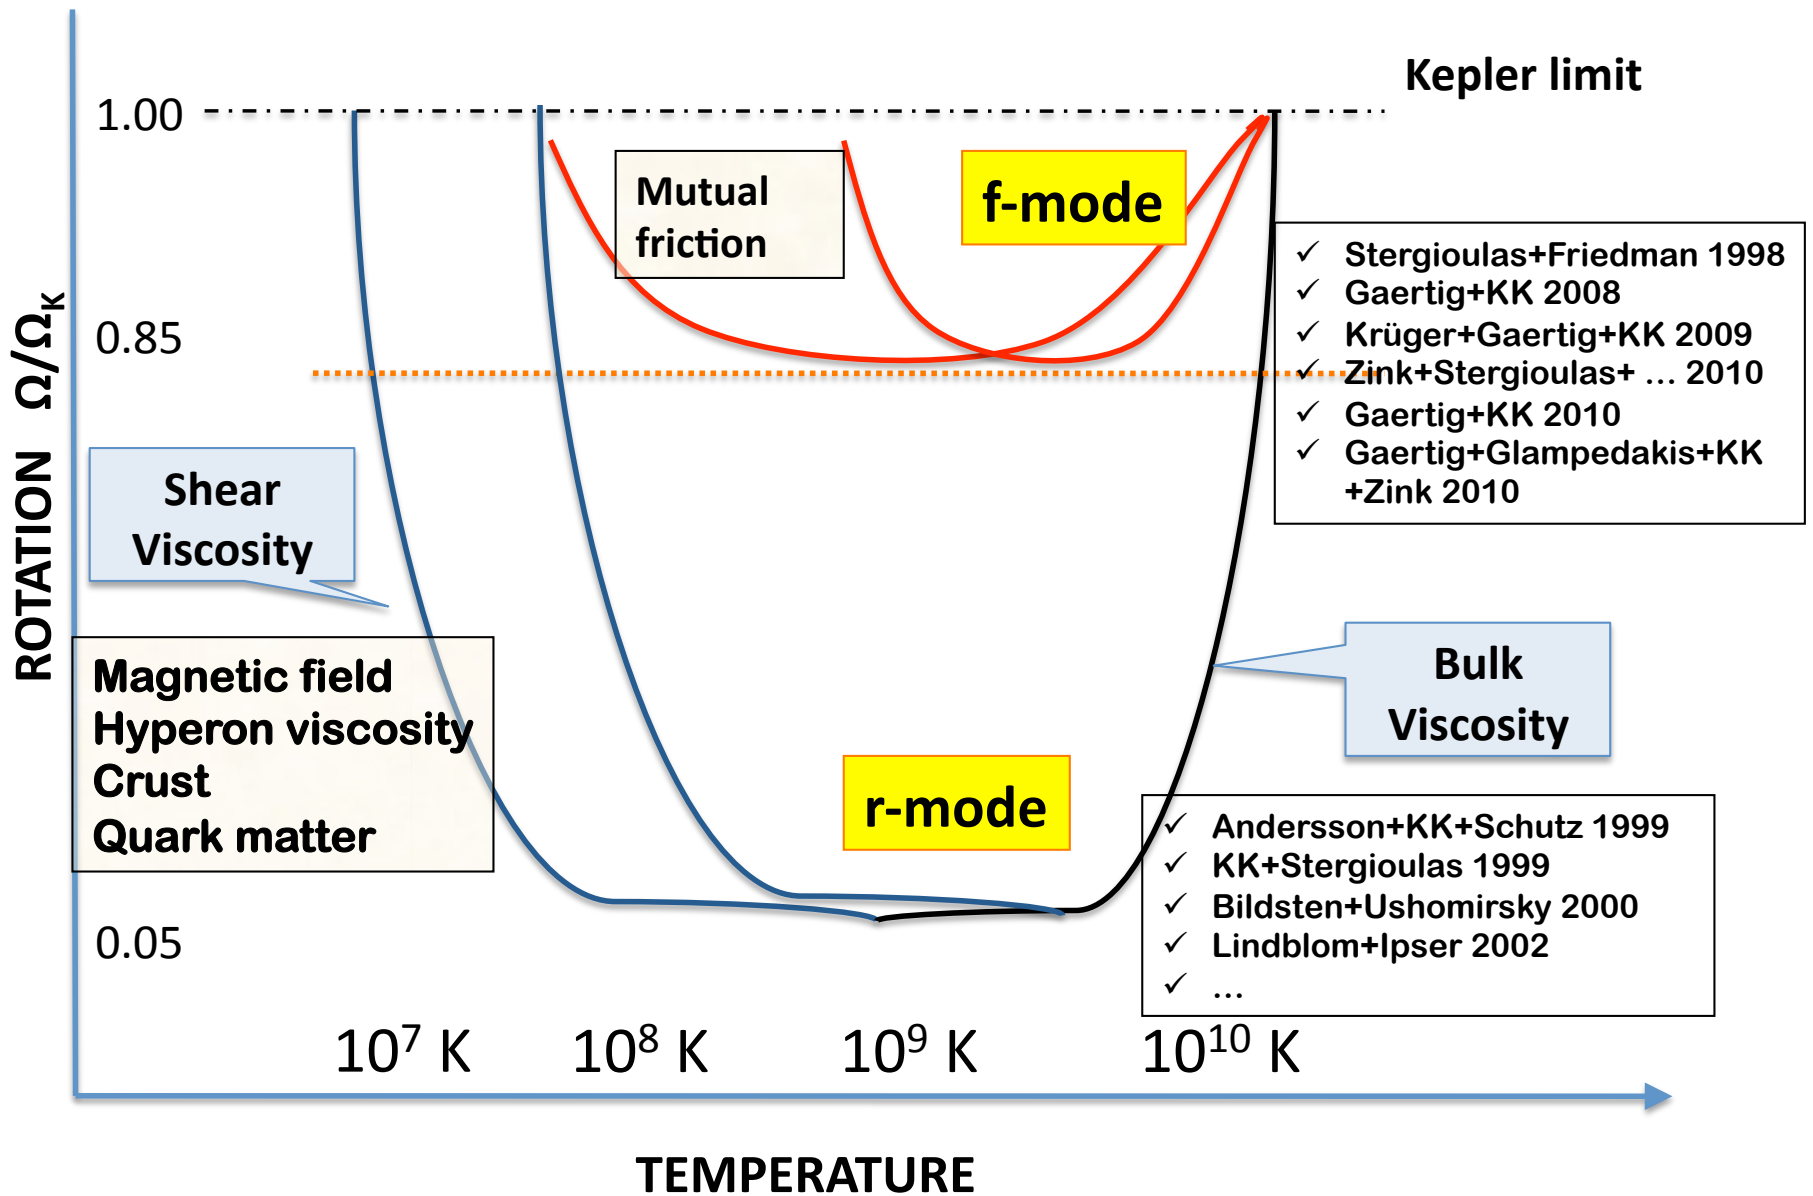 Kepler limit
1.00
Mutual
friction
f-mode
✓ Stergioulas+Friedman 1998
✓ Gaertig+KK 2008
✓ Krüger+Gaertig+KK 2009
✓ Zink+Stergioulas+ ... 2010
✓ Gaertig+KK 2010
✓ Gaertig+Glampedakis+KK
+Zink 2010
0.85
ROTATION Ω/Ω_K
Shear
Viscosity
Magnetic field
Hyperon viscosity
Crust
Quark matter
Bulk
Viscosity
r-mode
✓ Andersson+KK+Schutz 1999
✓ KK+Stergioulas 1999
✓ Bildsten+Ushomirsky 2000
✓ Lindblom+Ipser 2002
✓ ...
0.05
10⁷ K 10⁸ K 10⁹ K 10¹⁰ K
TEMPERATURE